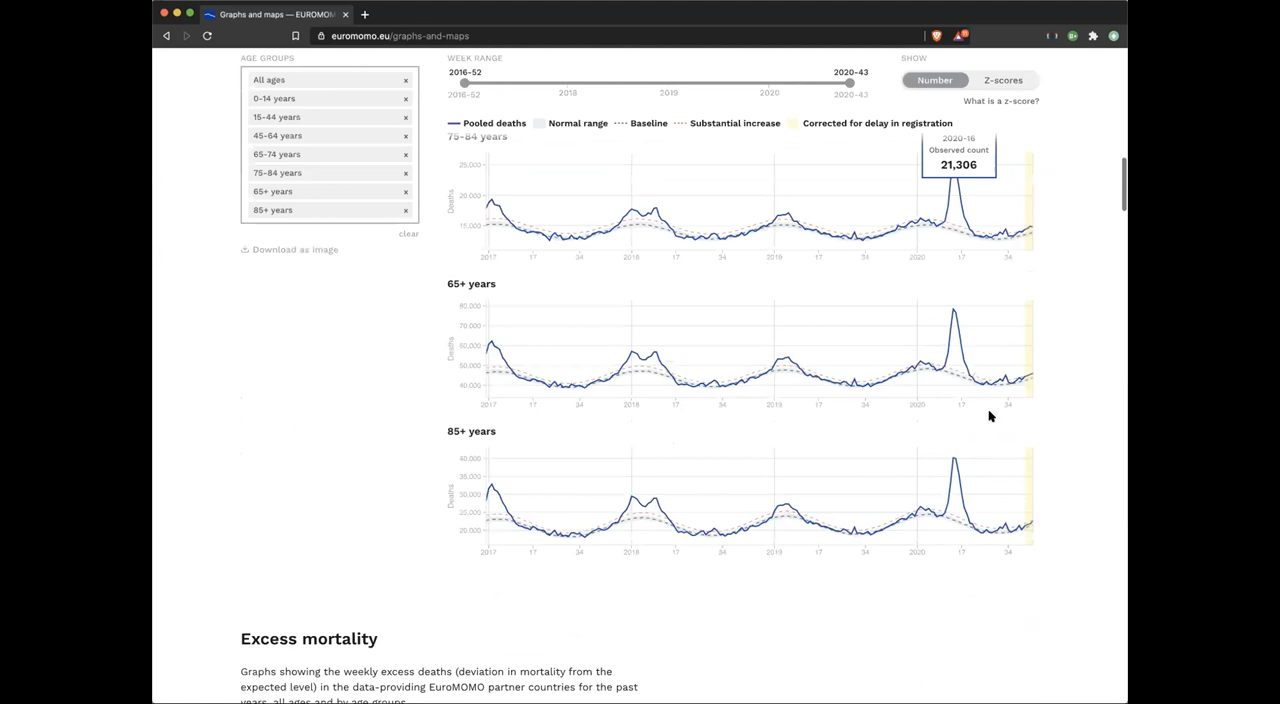 Graphs and maps — EUROMOM
euromomo.eu/graphs-and-maps
AGE GROUPS
All ages
0-14 years
15-44 years
45-64 years
65-74 years
75-84 years
65+ years
85+ years
clear
Download as image
WEEK RANGE
2016-52 2020-43
2016-52 2018 2019 2020 2020-43
SHOW
Number Z-scores
What is a z-score?
Pooled deaths Normal range Baseline Substantial increase Corrected for delay in registration
75-84 years
2020-16
Observed count
21,306
Deaths
25,000
20,000
15,000
2017 17 34 2018 17 34 2019 17 34 2020 17 34
65+ years
Deaths
80,000
70,000
60,000
50,000
40,000
2017 17 34 2018 17 34 2019 17 34 2020 17 34
85+ years
Deaths
40,000
35,000
30,000
25,000
20,000
2017 17 34 2018 17 34 2019 17 34 2020 17 34
Excess mortality
Graphs showing the weekly excess deaths (deviation in mortality from the
expected level) in the data-providing EuroMOMO partner countries for the past
years, all ages and by age groups.